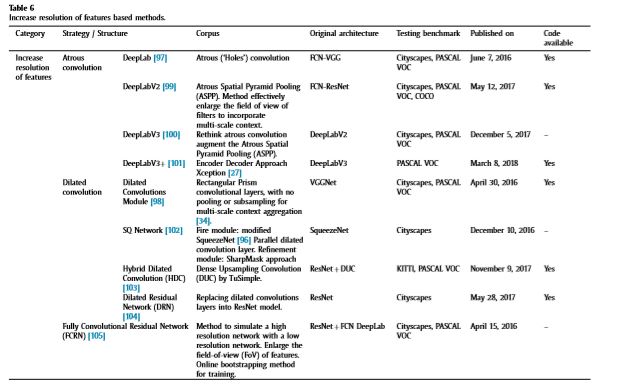 Table 6
Increase resolution of features based methods.
Category Strategy / Structure Corpus Original architecture Testing benchmark Published on Code
available
Increase Atrous DeepLab [97] Atrous ('Holes') convolution FCN-VGG Cityscapes, PASCAL June 7, 2016 Yes
resolution convolution VOC
of features
DeepLabV2 [99] Atrous Spatial Pyramid Pooling FCN-ResNet Cityscapes, PASCAL May 12, 2017 Yes
(ASPP). Method effectively VOC, COCO
enlarge the field of view of
filters to incorporate
multi-scale context.
DeepLabV3 [100] Rethink atrous convolution DeepLabV2 Cityscapes, PASCAL December 5, 2017 –
augment the Atrous Spatial VOC
Pyramid Pooling (ASPP).
DeepLabV3+ [101] Encoder Decoder Approach DeepLabV3 PASCAL VOC March 8, 2018 Yes
Xception [27]
Dilated Dilated Rectangular Prism VGGNet Cityscapes, PASCAL April 30, 2016 Yes
convolution Convolutions convolutional layers, with no VOC
Module [98] pooling or subsampling for
multi-scale context aggregation
[34].
SQ Network [102] Fire module: modified SqueezeNet Cityscapes December 10, 2016 –
SqueezeNet [96] Parallel dilated
convolution layer. Refinement
module: SharpMask approach
Hybrid Dilated Dense Upsampling Convolution ResNet + DUC KITTI, PASCAL VOC November 9, 2017 Yes
Convolution (HDC) (DUC) by TuSimple.
[103]
Dilated Residual Replacing dilated convolutions ResNet Cityscapes May 28, 2017 Yes
Network (DRN) layers into ResNet model.
[104]
Fully Convolutional Residual Network Method to simulate a high ResNet + FCN DeepLab Cityscapes, PASCAL April 15, 2016 –
(FCRN) [105] resolution network with a low VOC
resolution network. Enlarge the
field-of-view (FoV) of features.
Online bootstrapping method
for training.